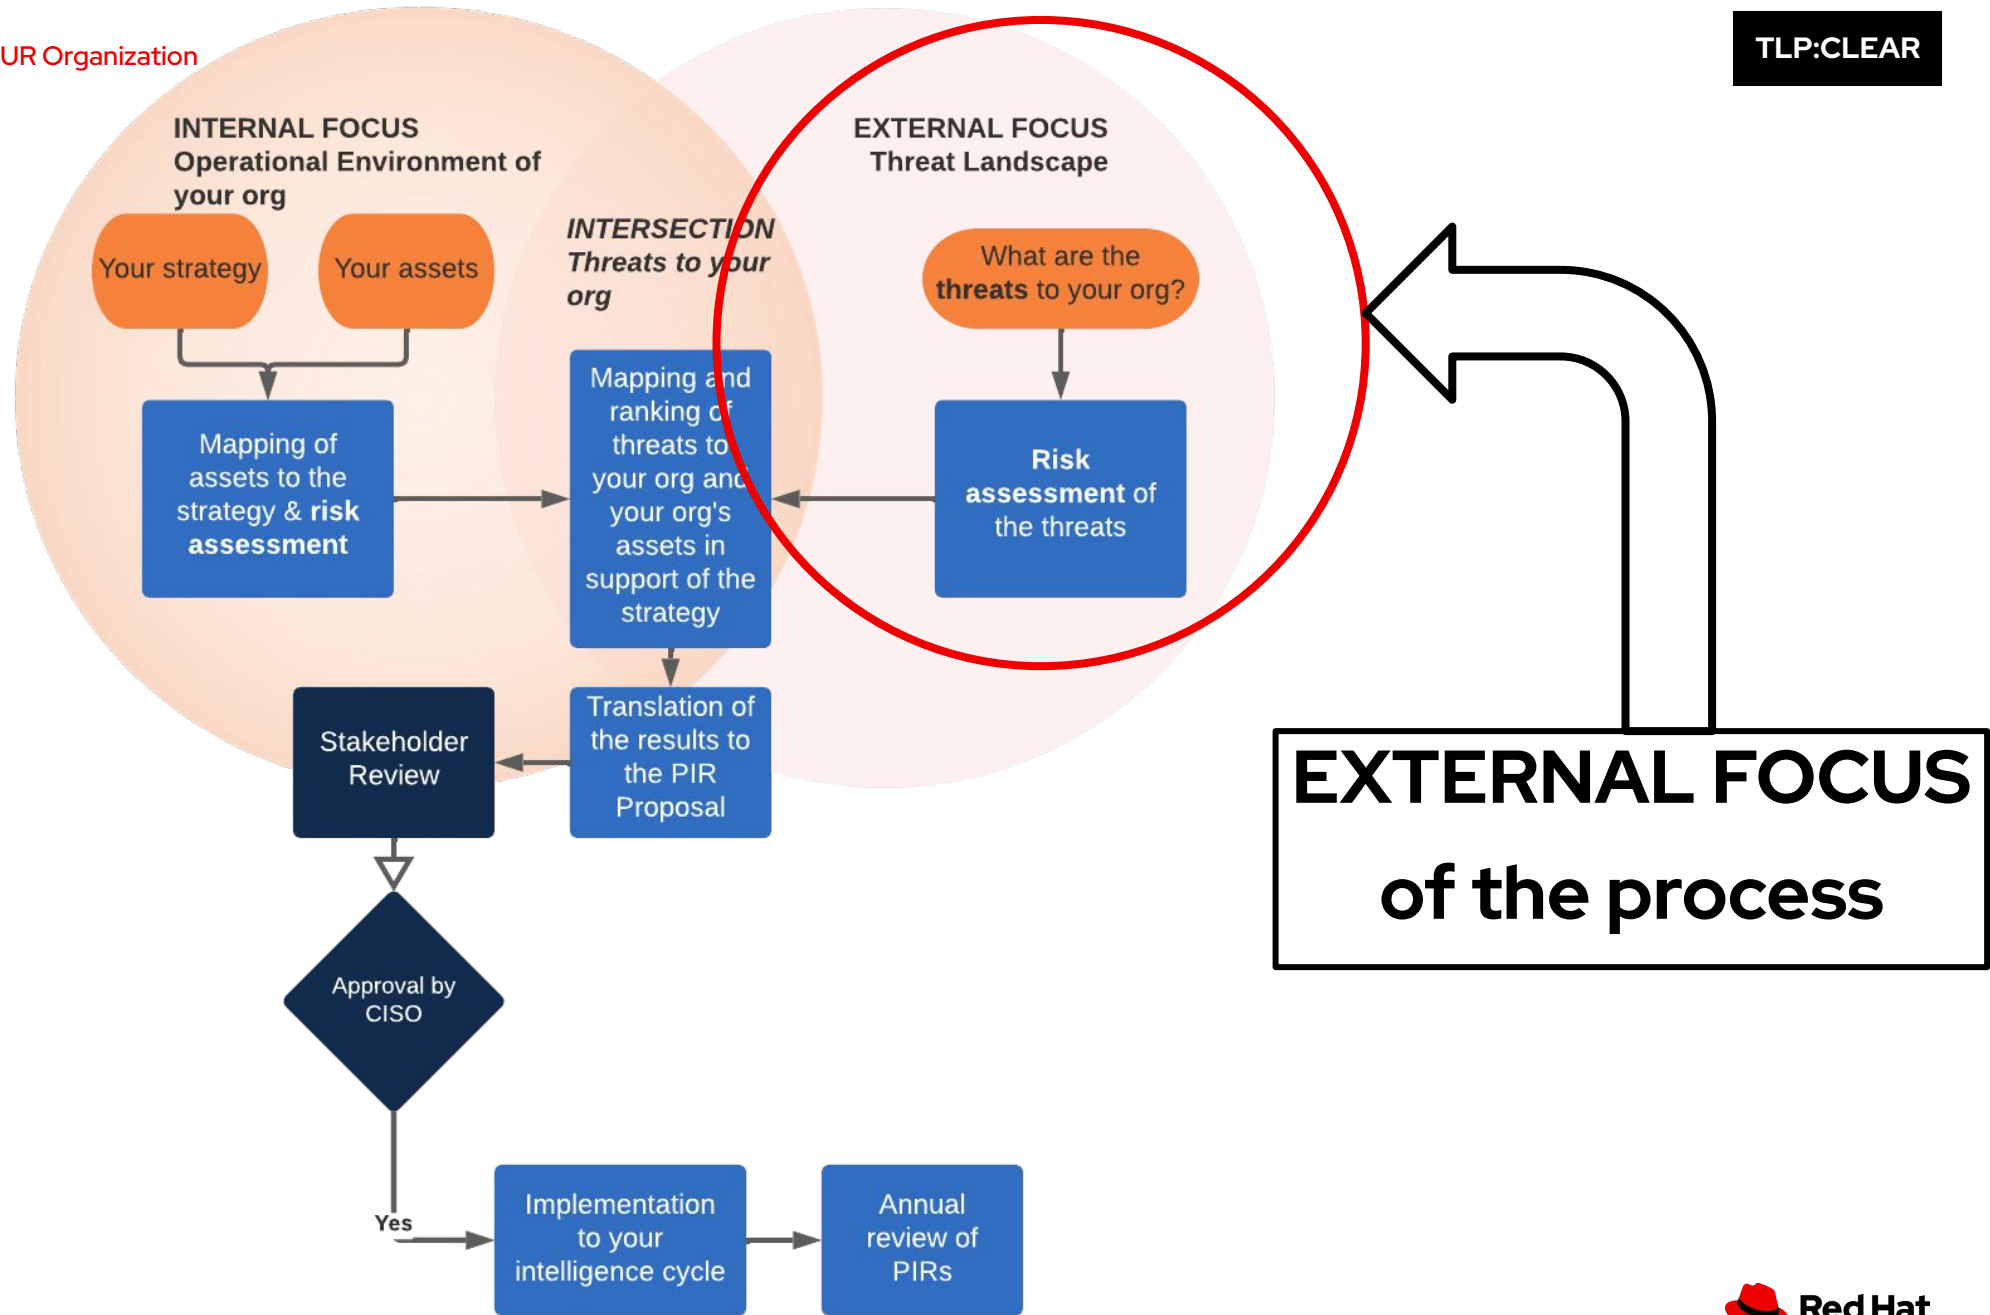 UR Organization
TLP:CLEAR
INTERNAL FOCUS
Operational Environment of
your org
EXTERNAL FOCUS
Threat Landscape
INTERSECTION
Threats to your
org
Your strategy
Your assets
What are the
threats to your org?
Mapping of
assets to the
strategy & risk
assessment
Mapping and
ranking of
threats to
your org and
your org's
assets in
support of the
strategy
Risk
assessment of
the threats
Translation of
the results to
the PIR
Proposal
Stakeholder
Review
EXTERNAL FOCUS
of the process
Approval by
CISO
Yes
Implementation
to your
intelligence cycle
Annual
review of
PIRs
Red Hat